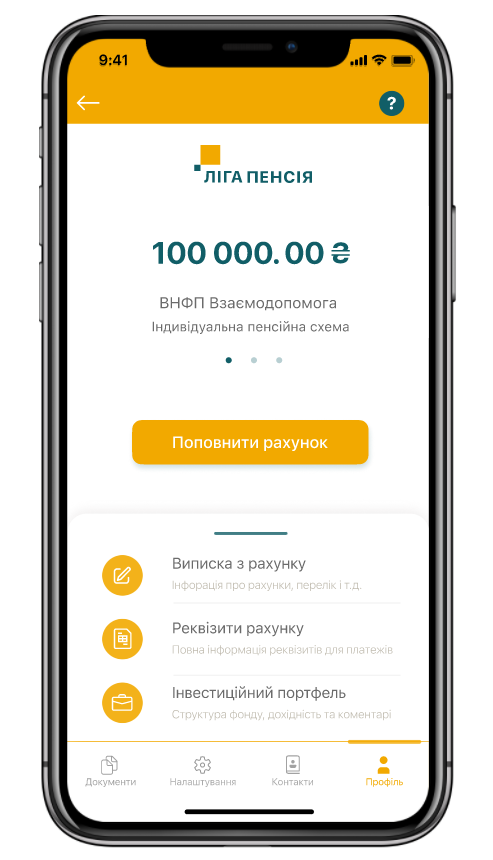 9:41
?
ЛІГА ПЕНСІЯ
100 000.00 ₴
ВНФП Взаємодопомога
Індивідуальна пенсійна схема
Поповнити рахунок
Виписка з рахунку
Інфорація про рахунки, перелік і т.д.
Реквізити рахунку
Повна інформація реквізитів для платежів
Інвестиційний портфель
Структура фонду, дохідність та коментарі
Документи Налаштування Контакти Профіль